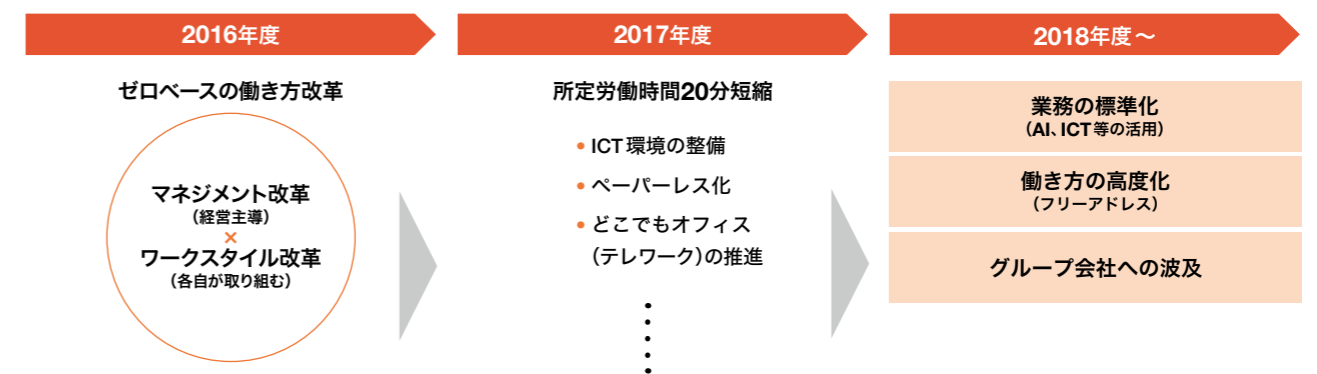 2016年度
ゼロベースの働き方改革
マネジメント改革
（経営主導）
×
ワークスタイル改革
（各自が取り組む）
2017年度
所定労働時間20分短縮
• ICT環境の整備
• ペーパーレス化
• どこでもオフィス
（テレワーク）の推進
2018年度～
業務の標準化
（AI、ICT等の活用）
働き方の高度化
（フリーアドレス）
グループ会社への波及